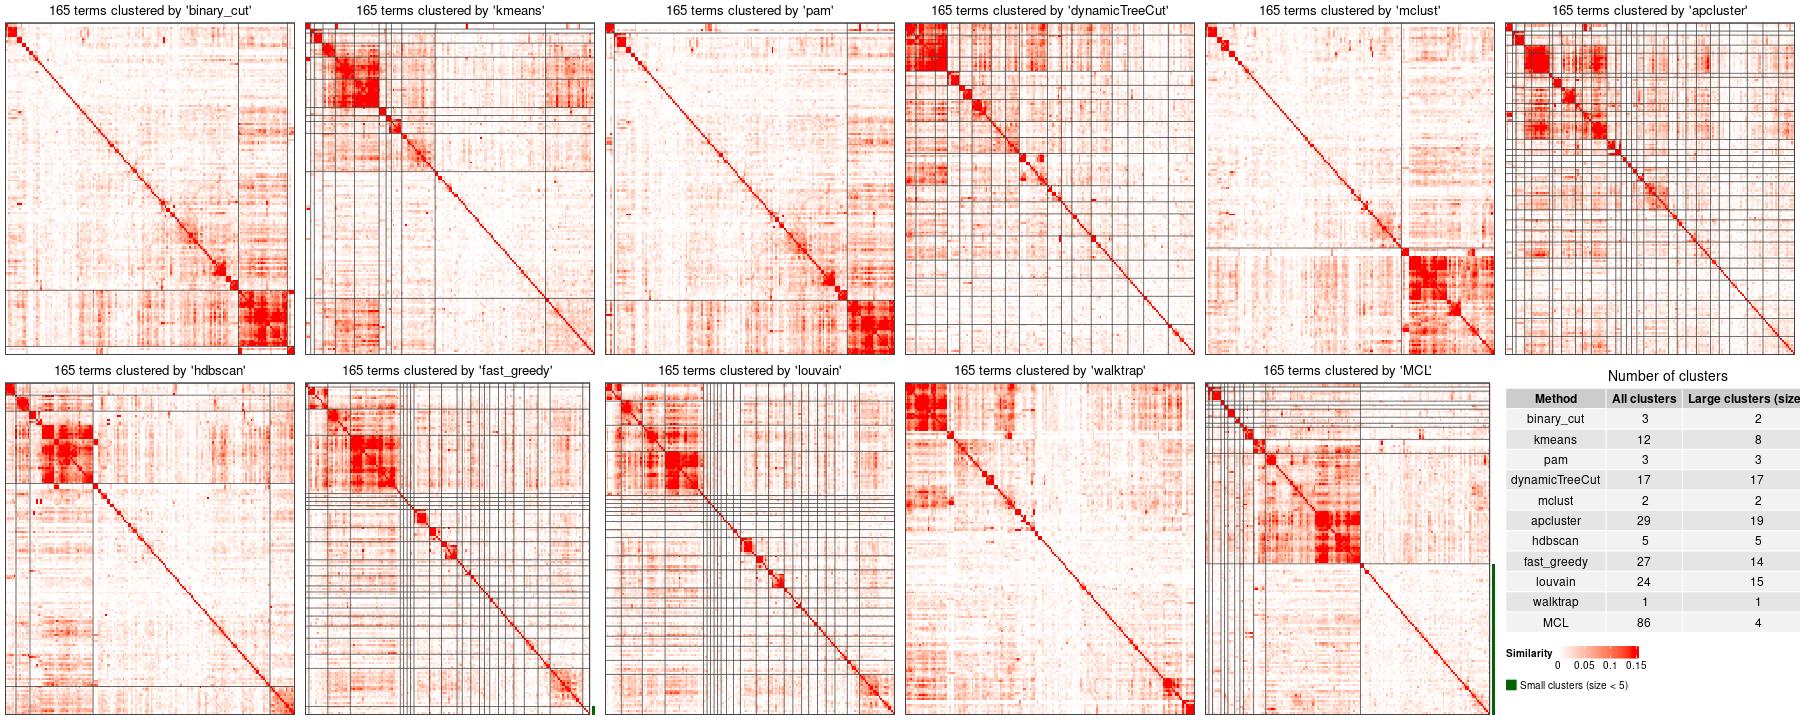 165 terms clustered by 'binary_cut'
165 terms clustered by 'kmeans'
165 terms clustered by 'pam'
165 terms clustered by 'dynamicTreeCut'
165 terms clustered by 'mclust'
165 terms clustered by 'apcluster'
165 terms clustered by 'hdbscan'
165 terms clustered by 'fast_greedy'
165 terms clustered by 'louvain'
165 terms clustered by 'walktrap'
165 terms clustered by 'MCL'
Number of clusters
Method All clusters Large clusters (size
binary_cut 3 2
kmeans 12 8
pam 3 3
dynamicTreeCut 17 17
mclust 2 2
apcluster 29 19
hdbscan 5 5
fast_greedy 27 14
louvain 24 15
walktrap 1 1
MCL 86 4
Similarity
0 0.05 0.1 0.15
Small clusters (size < 5)